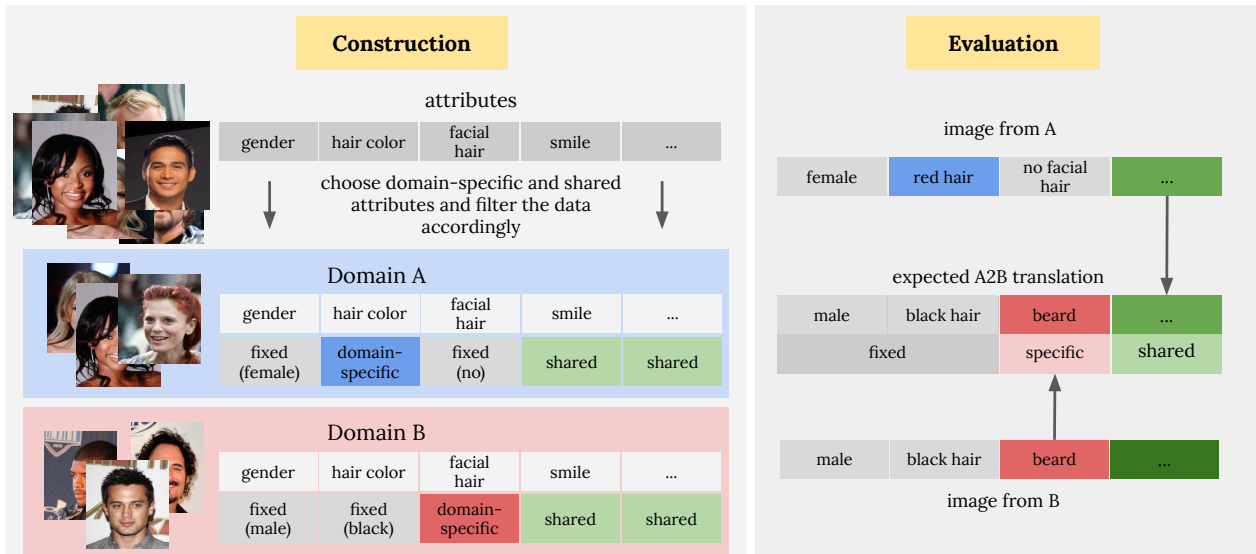 Construction
attributes
gender hair color facial hair smile ...
choose domain-specific and shared
attributes and filter the data
accordingly
Domain A
gender hair color facial hair smile ...
fixed (female) domain-specific fixed (no) shared shared
Domain B
gender hair color facial hair smile ...
fixed (male) fixed (black) domain-specific shared shared
Evaluation
image from A
female red hair no facial hair ...
expected A2B translation
male black hair beard ...
fixed specific shared
male black hair beard ...
image from B